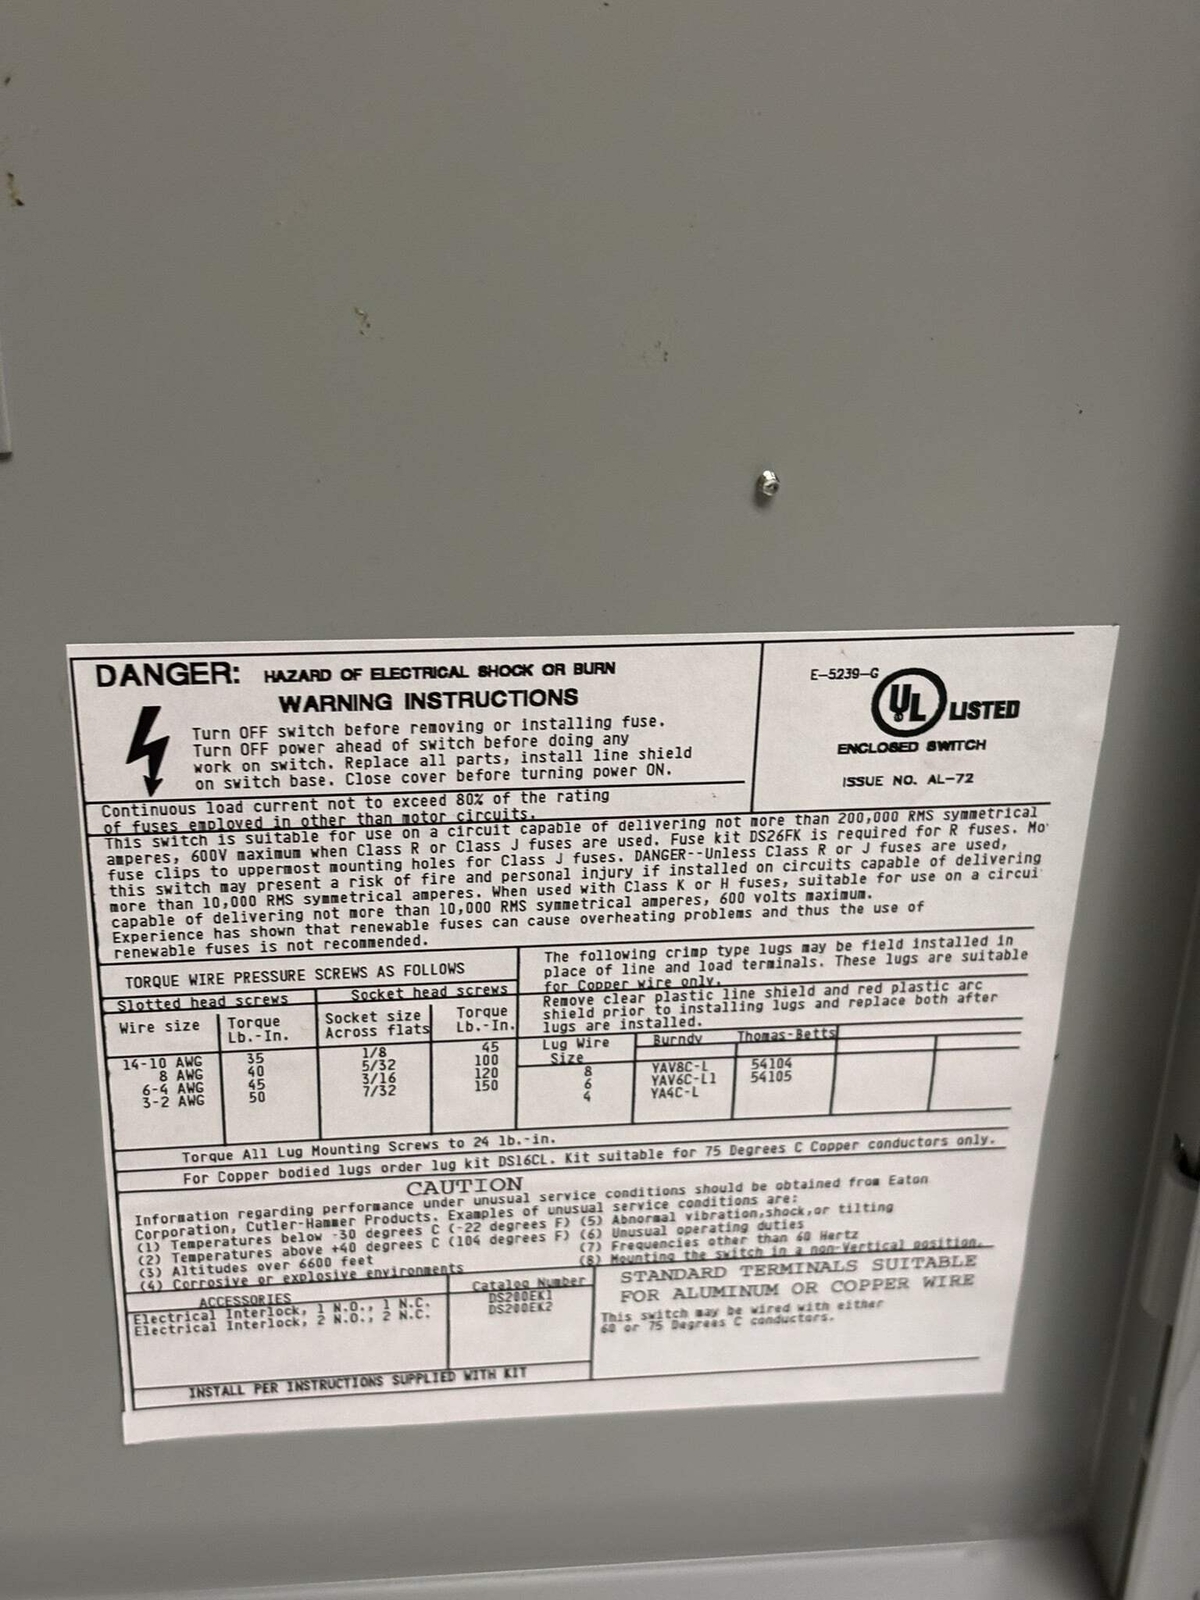 DANGER: HAZARD OF ELECTRICAL SHOCK OR BURN
WARNING INSTRUCTIONS
Turn OFF switch before removing or installing fuse.
Turn OFF power ahead of switch before doing any
work on switch. Replace all parts, install line shield
on switch base. Close cover before turning power ON.
E-5239-G
UL LISTED
ENCLOSED SWITCH
ISSUE NO. AL-72
Continuous load current not to exceed 80% of the rating
of fuses employed in other than motor circuits.
This switch is suitable for use on a circuit capable of delivering not more than 200,000 RMS symmetrical
amperes, 600V maximum when Class R or Class J fuses are used. Fuse kit DS26FK is required for R fuses. Mo
fuse clips to uppermost mounting holes for Class J fuses. DANGER--Unless Class R or J fuses are used,
this switch may present a risk of fire and personal injury if installed on circuits capable of delivering
more than 10,000 RMS symmetrical amperes. When used with Class K or H fuses, suitable for use on a circui
capable of delivering not more than 10,000 RMS symmetrical amperes, 600 volts maximum.
Experience has shown that renewable fuses can cause overheating problems and thus the use of
renewable fuses is not recommended.
TORQUE WIRE PRESSURE SCREWS AS FOLLOWS
Slotted head screws Socket head screws
Wire size Torque Lb.-In. Socket size Across flats Torque Lb.-In.
14-10 AWG 35 1/8 45
8 AWG 40 5/32 100
6-4 AWG 45 3/16 120
3-2 AWG 50 7/32 150
The following crimp type lugs may be field installed in
place of line and load terminals. These lugs are suitable
for Copper wire only.
Remove clear plastic line shield and red plastic arc
shield prior to installing lugs and replace both after
lugs are installed.
Lug Wire Size Burndy Thomas-Betts
8 YAV8C-L 54104
6 YAV6C-L1 54105
4 YA4C-L
Torque All Lug Mounting Screws to 24 lb.-in.
For Copper bodied lugs order lug kit DS16CL. Kit suitable for 75 Degrees C Copper conductors only.
CAUTION
Information regarding performance under unusual service conditions should be obtained from Eaton
Corporation, Cutler-Hammer Products. Examples of unusual service conditions are:
(1) Temperatures below -30 degrees C (-22 degrees F) (5) Abnormal vibration,shock,or tilting
(2) Temperatures above +40 degrees C (104 degrees F) (6) Unusual operating duties
(3) Altitudes over 6600 feet (7) Frequencies other than 60 Hertz
(4) Corrosive or explosive environments (8) Mounting the switch in a non-Vertical position.
ACCESSORIES Catalog Number
Electrical Interlock, 1 N.O., 1 N.C. DS200EK1
Electrical Interlock, 2 N.O., 2 N.C. DS200EK2
INSTALL PER INSTRUCTIONS SUPPLIED WITH KIT
STANDARD TERMINALS SUITABLE
FOR ALUMINUM OR COPPER WIRE
This switch may be wired with either
60 or 75 Degrees C conductors.